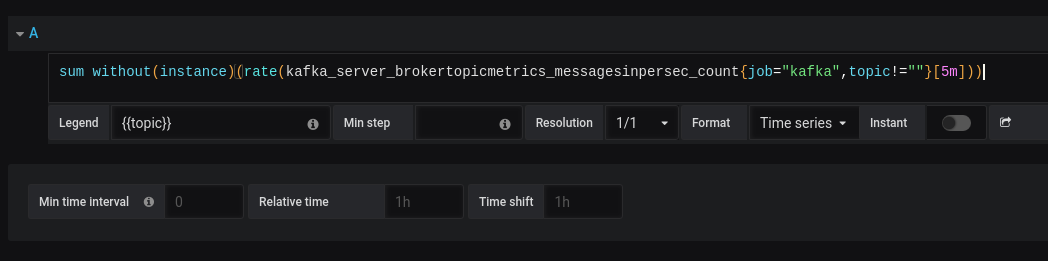 A
sum without(instance)(rate(kafka_server_brokertopicmetrics_messagesinpersec_count{job="kafka",topic!=""}[5m]))
Legend {{topic}} Min step Resolution 1/1 Format Time series Instant
Min time interval 0 Relative time 1h Time shift 1h